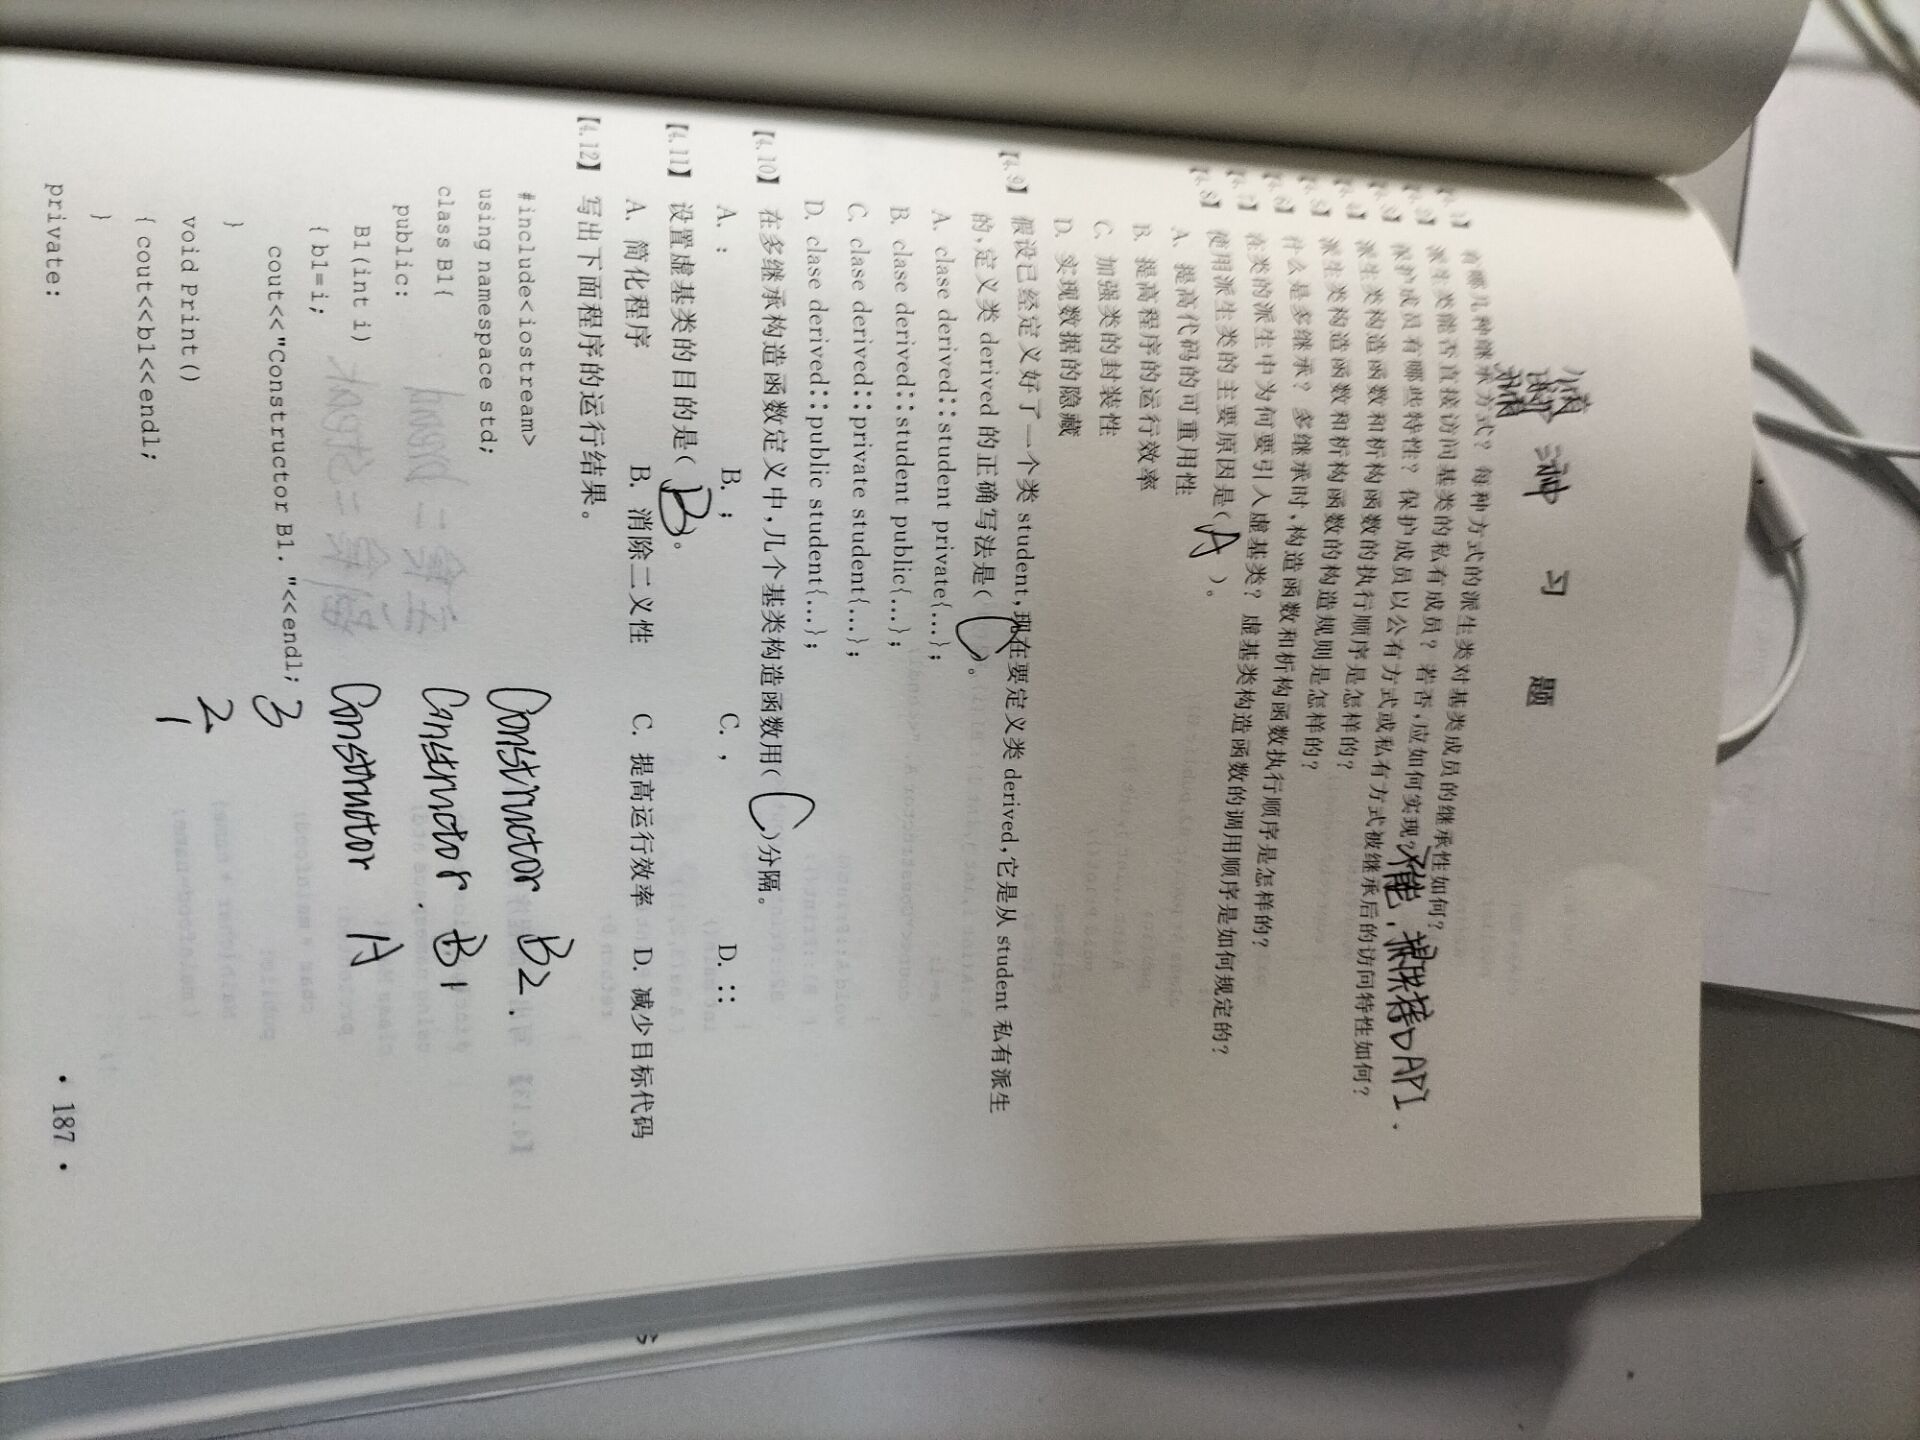 习 题
【4.1】 有哪几种继承方式？每种方式的派生类对基类成员的继承性如何？
【4.2】 派生类能否直接访问基类的私有成员？若否，应如何实现？不能，提供接口API.
【4.3】 保护成员有哪些特性？保护成员以公有方式或私有方式被继承后的访问特性如何？
【4.4】 派生类构造函数和析构函数的执行顺序是怎样的？
【4.5】 派生类构造函数和析构函数的构造规则是怎样的？
【4.6】 什么是多继承？多继承时，构造函数和析构函数执行顺序是怎样的？
【4.7】 在类的派生中为何要引入虚基类？虚基类构造函数的调用顺序是如何规定的？
【4.8】 使用派生类的主要原因是( A )。
A. 提高代码的可重用性
B. 提高程序的运行效率
C. 加强类的封装性
D. 实现数据的隐藏
【4.9】 假设已经定义好了一个类 student,现在要定义类 derived,它是从 student 私有派生
的,定义类 derived 的正确写法是( C )。
A. clase derived::student private{…};
B. clase derived::student public{…};
C. clase derived::private student{…};
D. clase derived::public student{…};
【4.10】 在多继承构造函数定义中,几个基类构造函数用( C )分隔。
A. : B. ; C. , D. ::
【4.11】 设置虚基类的目的是( B )。
A. 简化程序 B. 消除二义性 C. 提高运行效率 D. 减少目标代码
【4.12】 写出下面程序的运行结果。
#include<iostream>
using namespace std;
class B1{
public:
B1(int i)
{ b1=i;
cout<<"Constructor B1. "<<endl;
}
void Print()
{ cout<<b1<<endl;
}
private:
Constructor B2.
Constructor. B1
Construtor A
3
2
1
· 187 ·